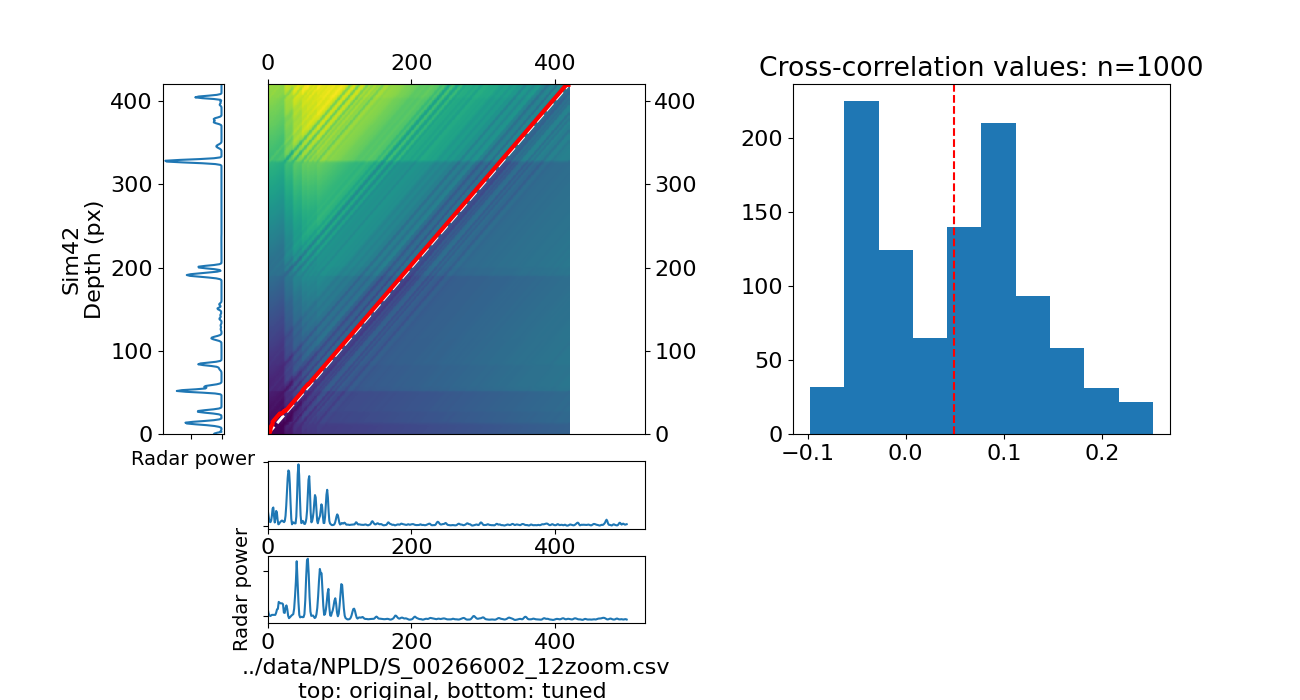 0 200 400
Cross-correlation values: n=1000
400 400
300 300
200 200
100 100
0 0
Sim42
Depth (px)
Radar power
200
150
100
50
0
−0.1 0.0 0.1 0.2
0 200 400
Radar power
0 200 400
../data/NPLD/S_00266002_12zoom.csv
top: original, bottom: tuned